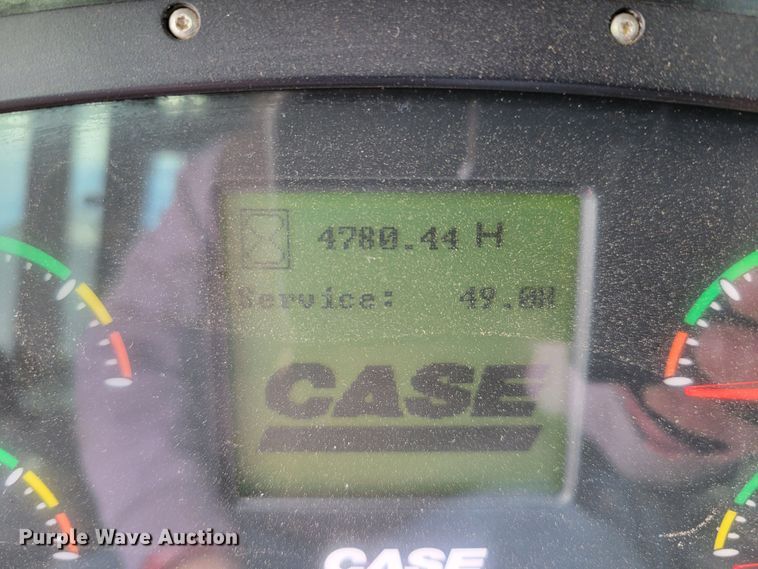 4780.44 H
Service: 49.0H
CASE
CASE
Purple Wave Auction